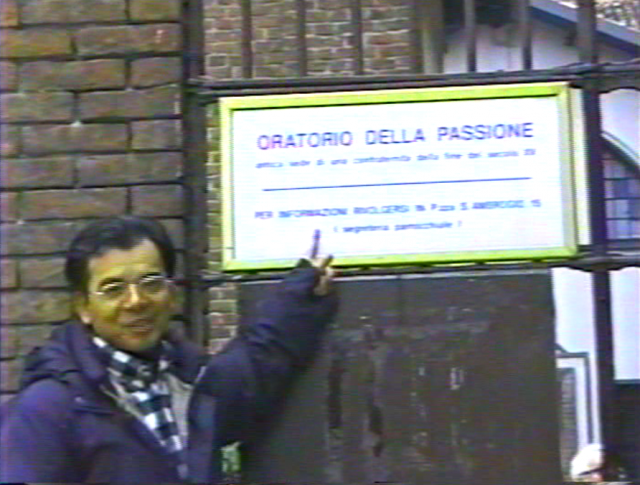 ORATORIO DELLA PASSIONE
antica sede di una confraternita della fine del secolo XV
PER INFORMAZIONI RIVOLGERSI IN P.zza S. AMBROGIO 15
( segreteria parrocchiale )